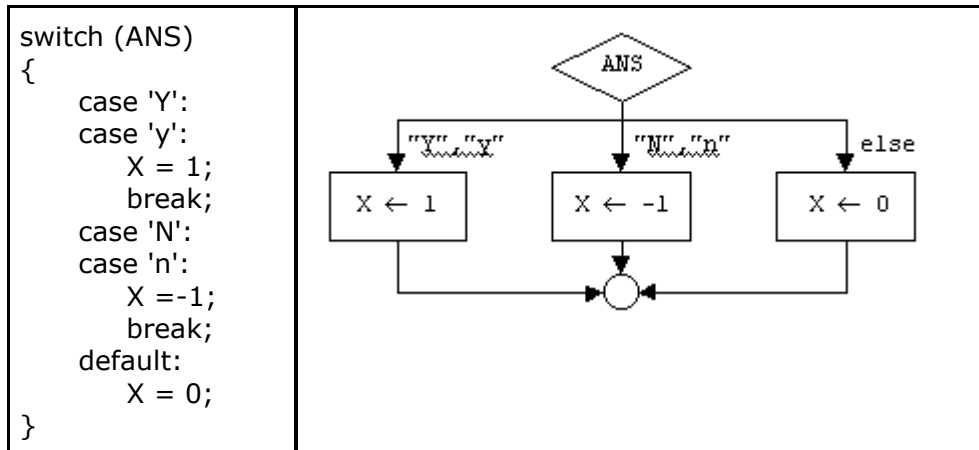 switch (ANS)
{
case 'Y':
case 'y':
X = 1;
break;
case 'N':
case 'n':
X =-1;
break;
default:
X = 0;
}
ANS
"Y","y"
"N","n"
else
X ← 1
X ← -1
X ← 0